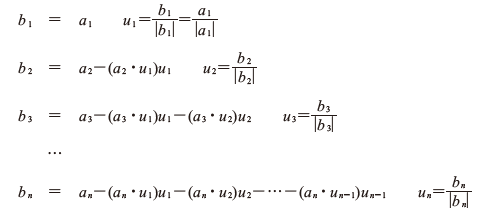 b₁ = a₁ u₁=b₁/|b₁|=a₁/|a₁|
b₂ = a₂−(a₂·u₁)u₁ u₂=b₂/|b₂|
b₃ = a₃−(a₃·u₁)u₁−(a₃·u₂)u₂ u₃=b₃/|b₃|
...
bₙ = aₙ−(aₙ·u₁)u₁−(aₙ·u₂)u₂−⋯−(aₙ·uₙ₋₁)uₙ₋₁ uₙ=bₙ/|bₙ|